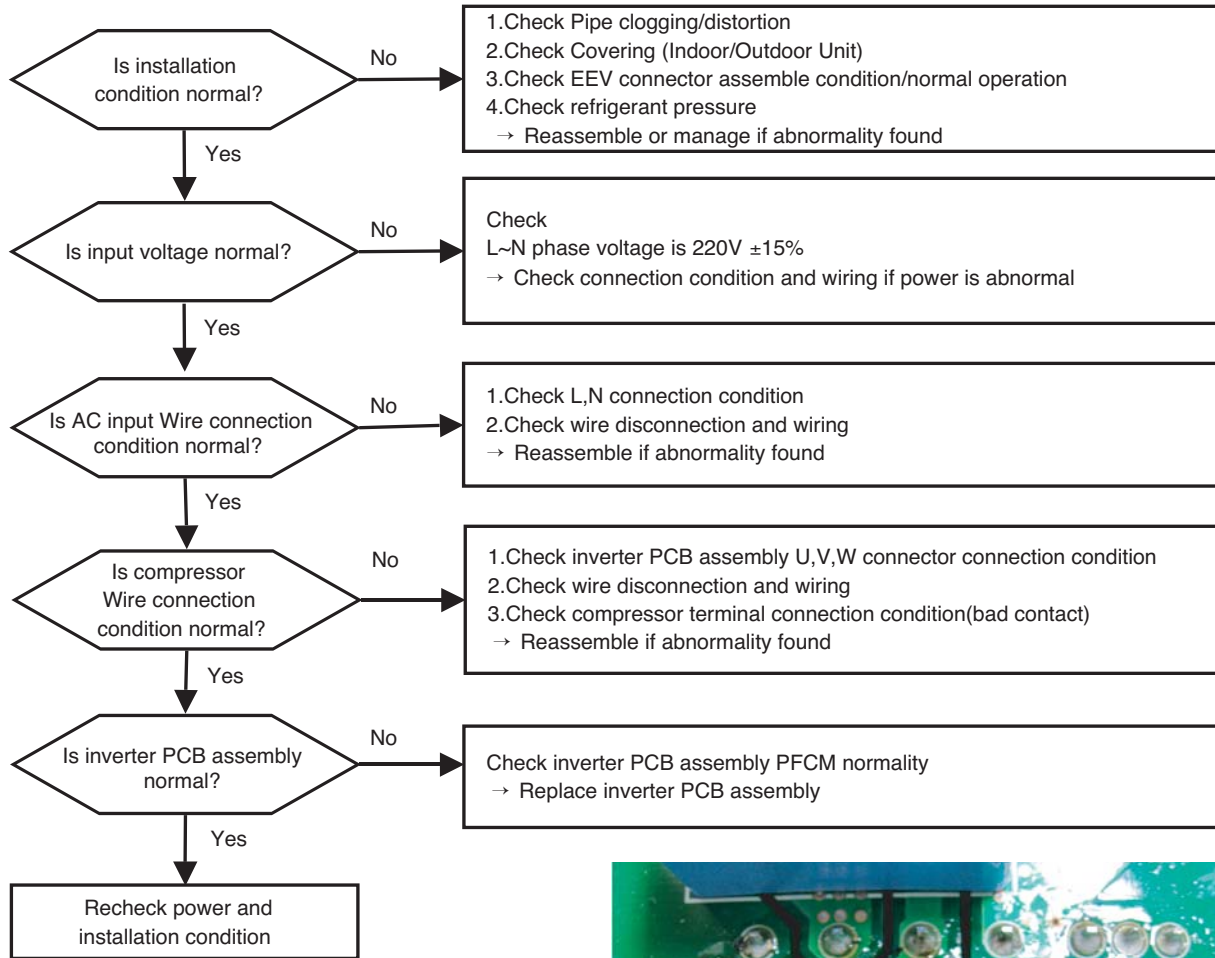 Is installation
condition normal?
No
1.Check Pipe clogging/distortion
2.Check Covering (Indoor/Outdoor Unit)
3.Check EEV connector assemble condition/normal operation
4.Check refrigerant pressure
→ Reassemble or manage if abnormality found
Yes
Is input voltage normal?
No
Check
L~N phase voltage is 220V ±15%
→ Check connection condition and wiring if power is abnormal
Yes
Is AC input Wire connection
condition normal?
No
1.Check L,N connection condition
2.Check wire disconnection and wiring
→ Reassemble if abnormality found
Yes
Is compressor
Wire connection
condition normal?
No
1.Check inverter PCB assembly U,V,W connector connection condition
2.Check wire disconnection and wiring
3.Check compressor terminal connection condition(bad contact)
→ Reassemble if abnormality found
Yes
Is inverter PCB assembly
normal?
No
Check inverter PCB assembly PFCM normality
→ Replace inverter PCB assembly
Yes
Recheck power and
installation condition